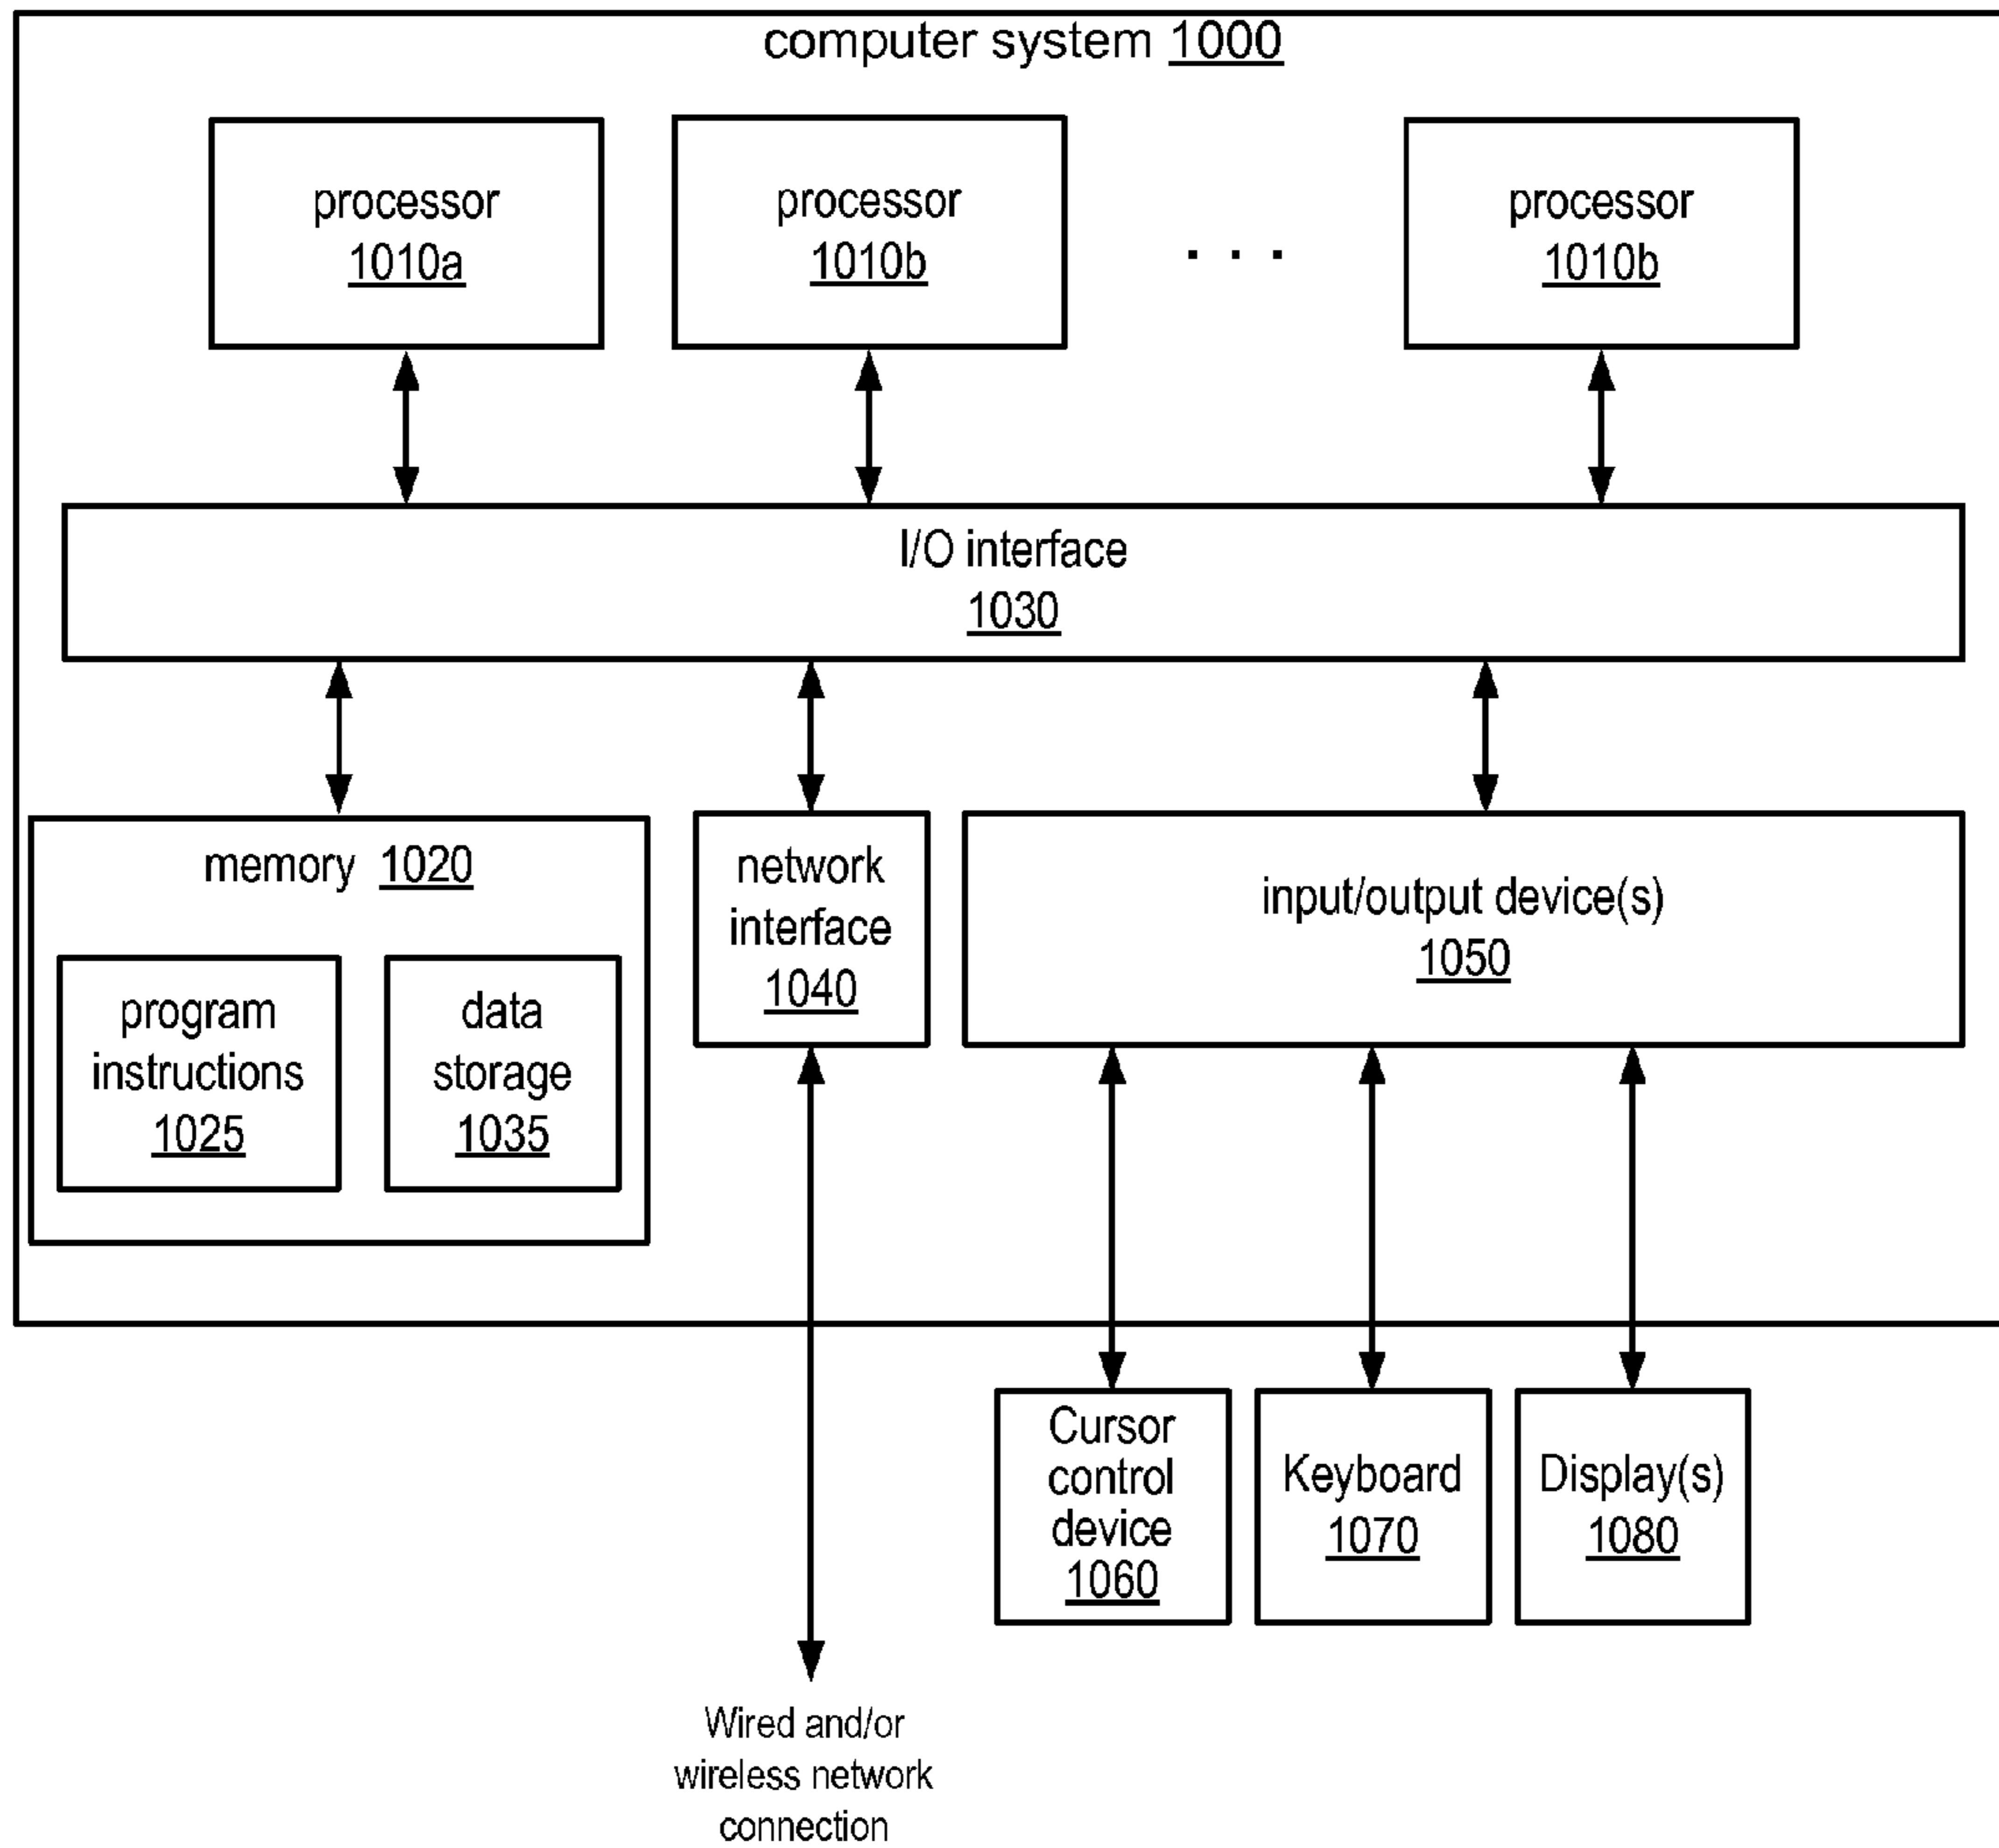 computer system 1000
processor
1010a
processor
1010b
. . .
processor
1010b
I/O interface
1030
memory 1020
program
instructions
1025
data
storage
1035
network
interface
1040
input/output device(s)
1050
Cursor
control
device
1060
Keyboard
1070
Display(s)
1080
Wired and/or
wireless network
connection